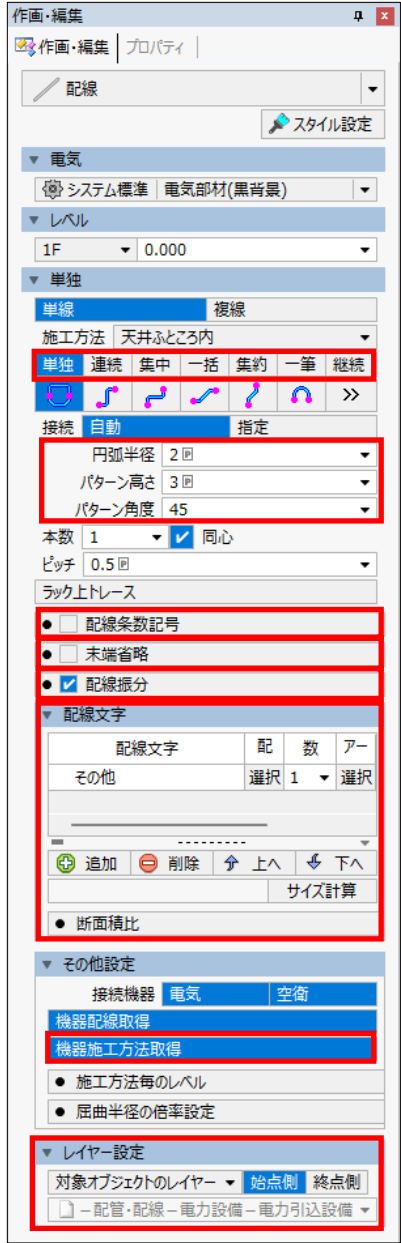 作画・編集
作画・編集 プロパティ
配線
スタイル設定
電気
システム標準 電気部材(黒背景)
レベル
1F 0.000
単独
単線 複線
施工方法 天井ふところ内
単独 連続 集中 一括 集約 一筆 継続
接続 自動 指定
円弧半径 2 P
パターン高さ 3 P
パターン角度 45
本数 1 同心
ピッチ 0.5 P
ラック上トレース
配線条数記号
末端省略
配線振分
配線文字
配線文字 配 数 アー
その他 選択 1 選択
追加 削除 上へ 下へ
サイズ計算
断面積比
その他設定
接続機器 電気 空衛
機器配線取得
機器施工方法取得
施工方法毎のレベル
屈曲半径の倍率設定
レイヤー設定
対象オブジェクトのレイヤー 始点側 終点側
－配管・配線－電力設備－電力引込設備